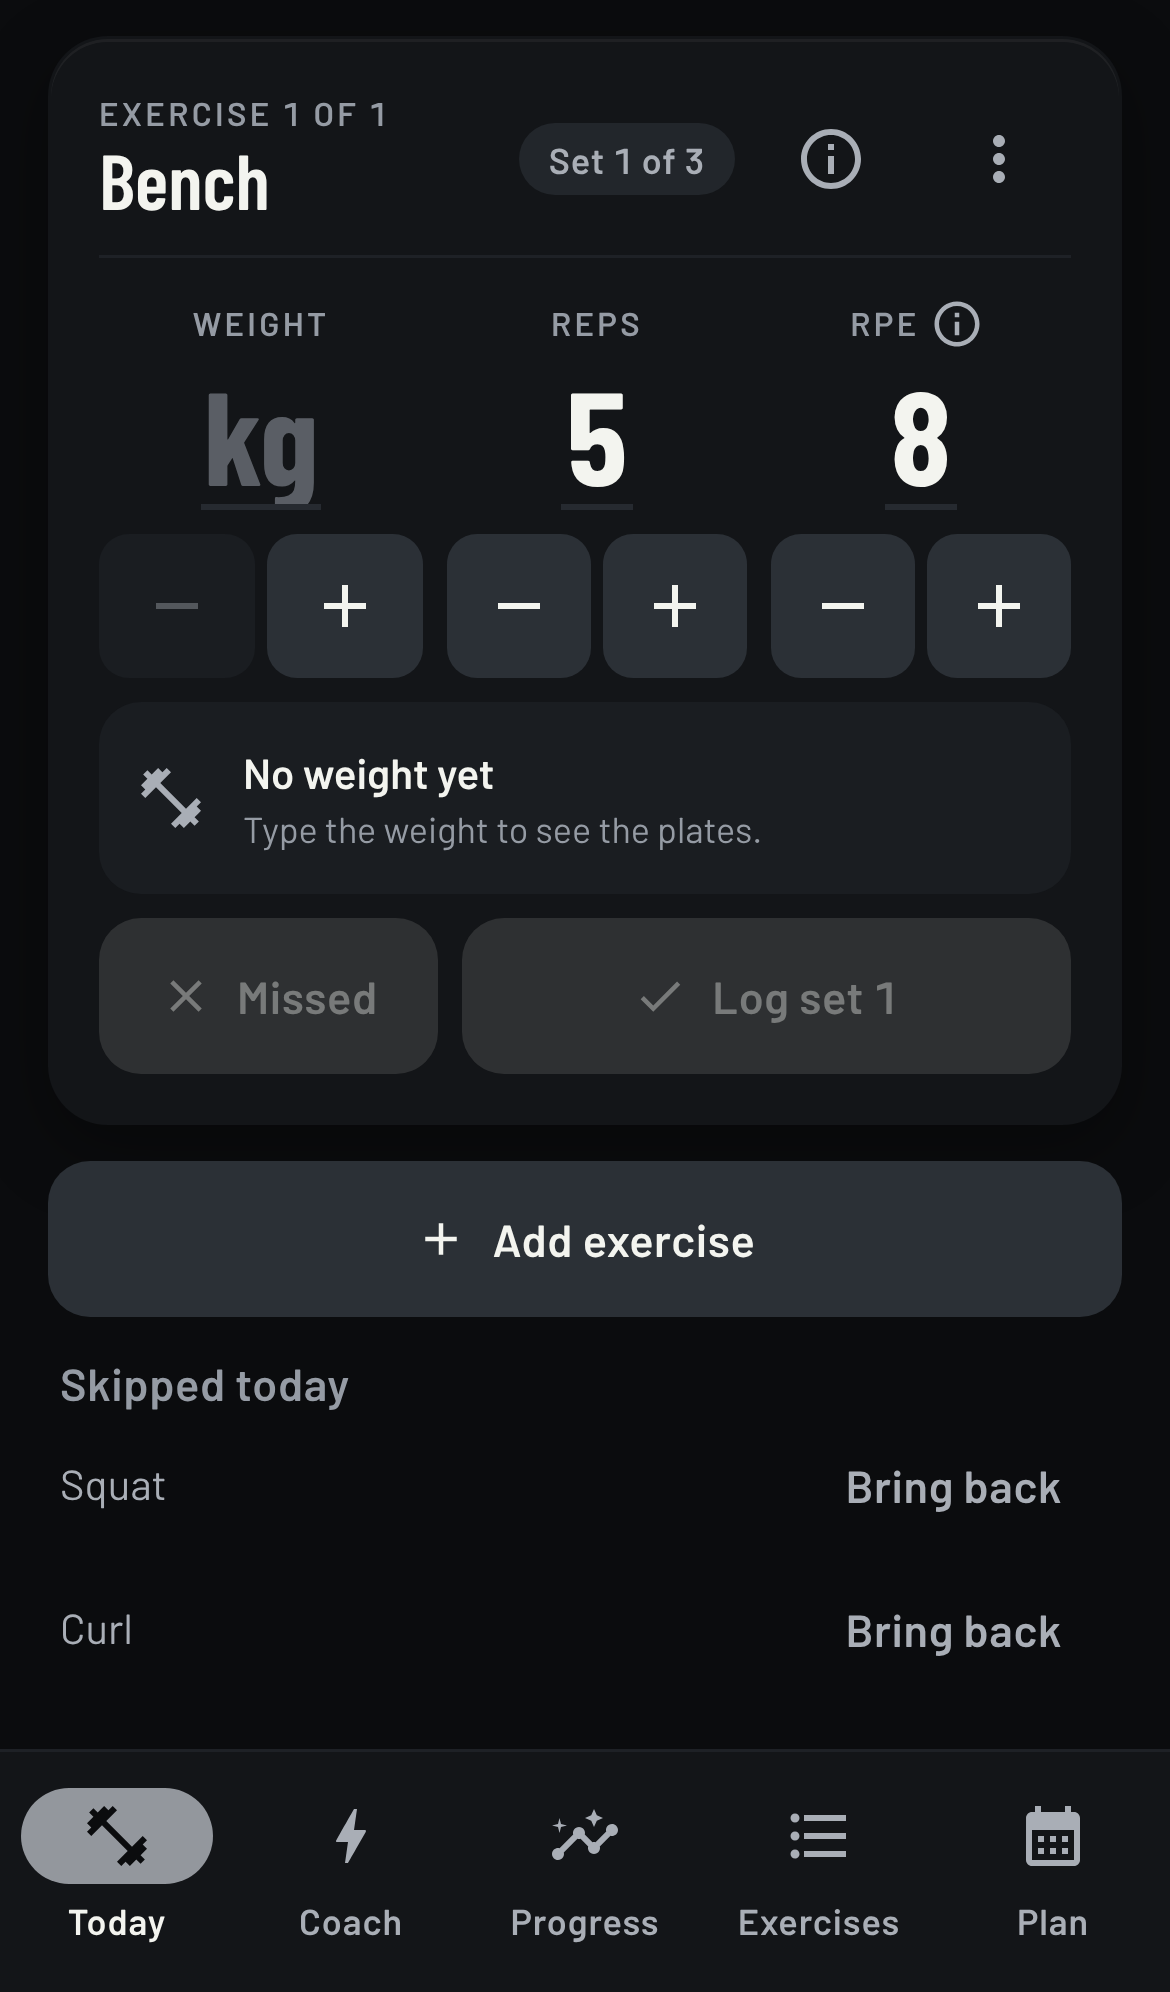 EXERCISE 1 OF 1
Bench
Set 1 of 3
WEIGHT REPS RPE
kg 5 8
No weight yet
Type the weight to see the plates.
Missed
Log set 1
Add exercise
Skipped today
Squat Bring back
Curl Bring back
Today Coach Progress Exercises Plan